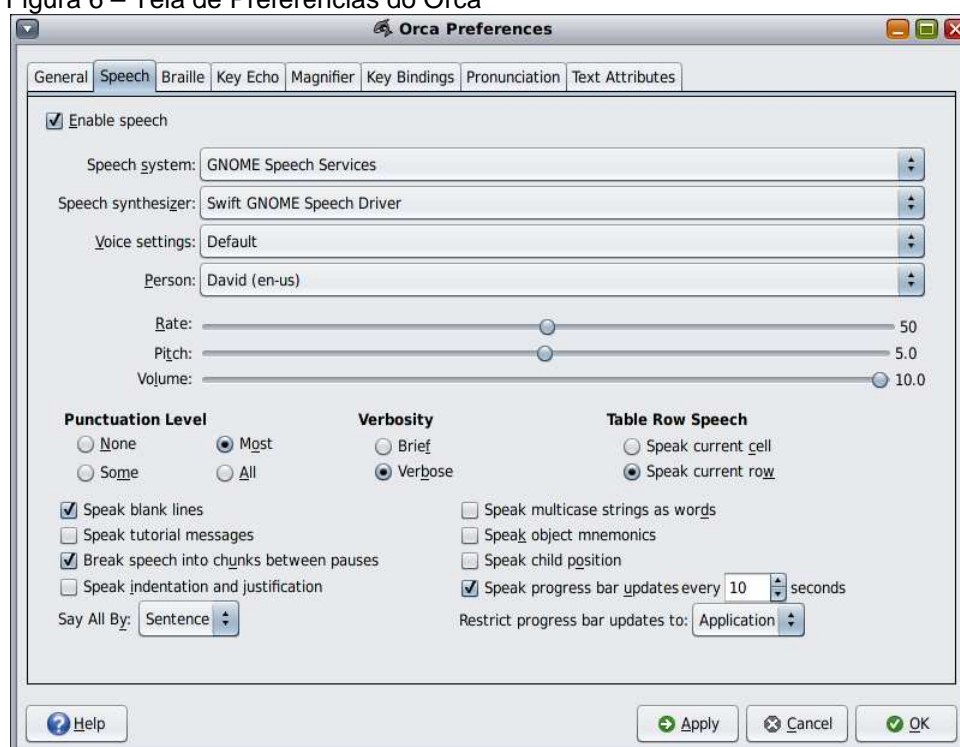 Figura 6 – Tela de Preferências do Orca
Orca Preferences
General Speech Braille Key Echo Magnifier Key Bindings Pronunciation Text Attributes
Enable speech
Speech system: GNOME Speech Services
Speech synthesizer: Swift GNOME Speech Driver
Voice settings: Default
Person: David (en-us)
Rate: 50
Pitch: 5.0
Volume: 10.0
Punctuation Level Verbosity Table Row Speech
None Most Brief Speak current cell
Some All Verbose Speak current row
Speak blank lines Speak multicase strings as words
Speak tutorial messages Speak object mnemonics
Break speech into chunks between pauses Speak child position
Speak indentation and justification Speak progress bar updates every 10 seconds
Say All By: Sentence Restrict progress bar updates to: Application
Help Apply Cancel OK